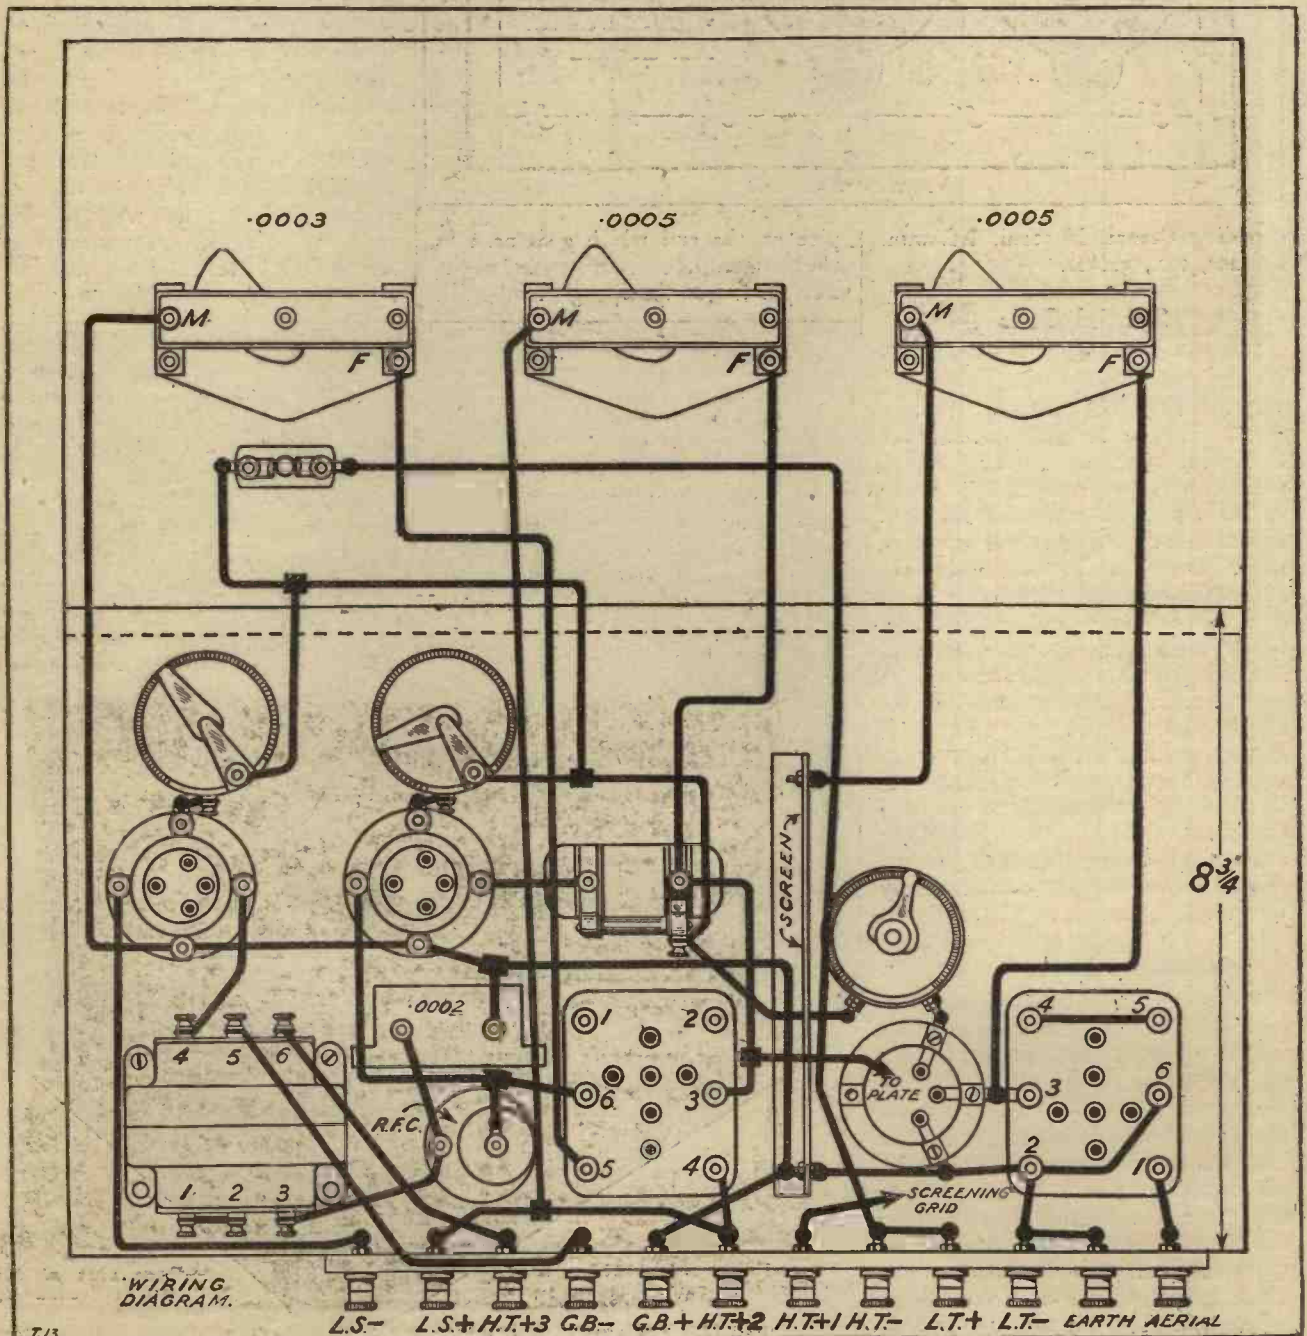 .0003 .0005 .0005
M M M
F F F
8¾"
SCREEN
.0002
4 5 6
1 2 3
R.F.C.
1 2
6 3
5 4
TO
PLATE
4 5
3 6
2 1
SCREENING
GRID
WIRING
DIAGRAM.
L.S.- L.S.+ H.T.+3 G.B.- G.B.+ H.T.+2 H.T.+1 H.T.- L.T.+ L.T.- EARTH AERIAL